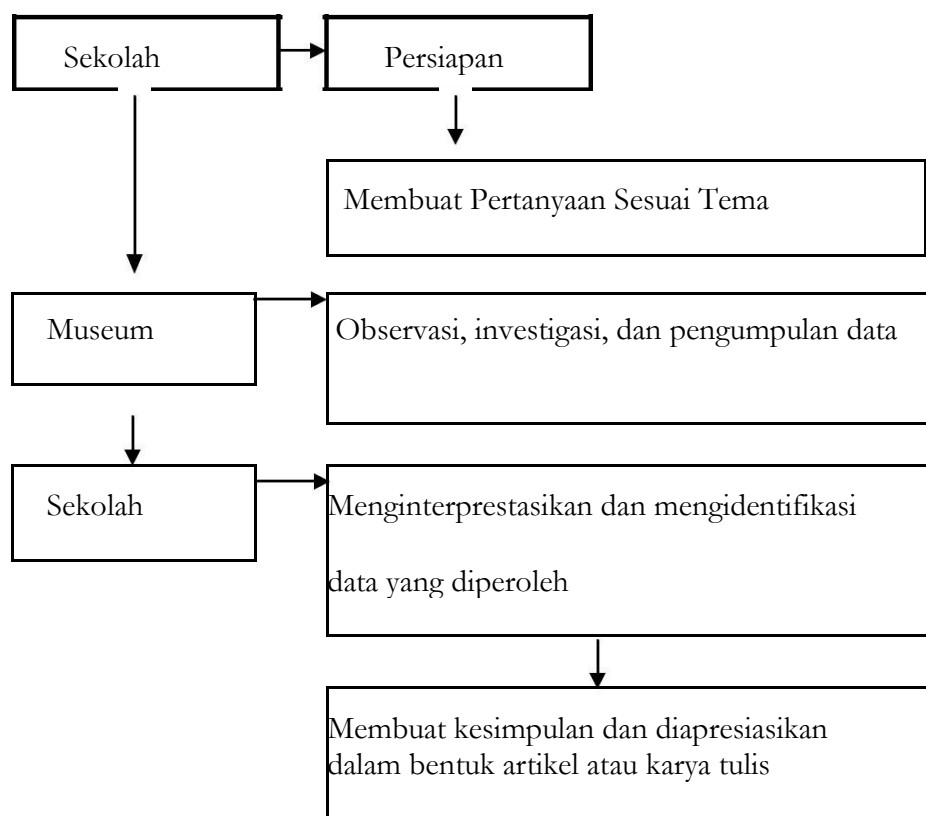 Sekolah
Persiapan
Membuat Pertanyaan Sesuai Tema
Museum
Observasi, investigasi, dan pengumpulan data
Sekolah
Menginterprestasikan dan mengidentifikasi
data yang diperoleh
Membuat kesimpulan dan diapresiasikan
dalam bentuk artikel atau karya tulis